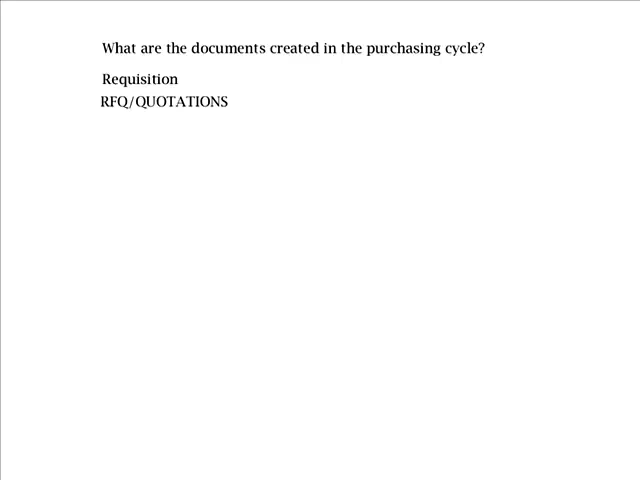 What are the documents created in the purchasing cycle?
Requisition
RFQ/QUOTATIONS